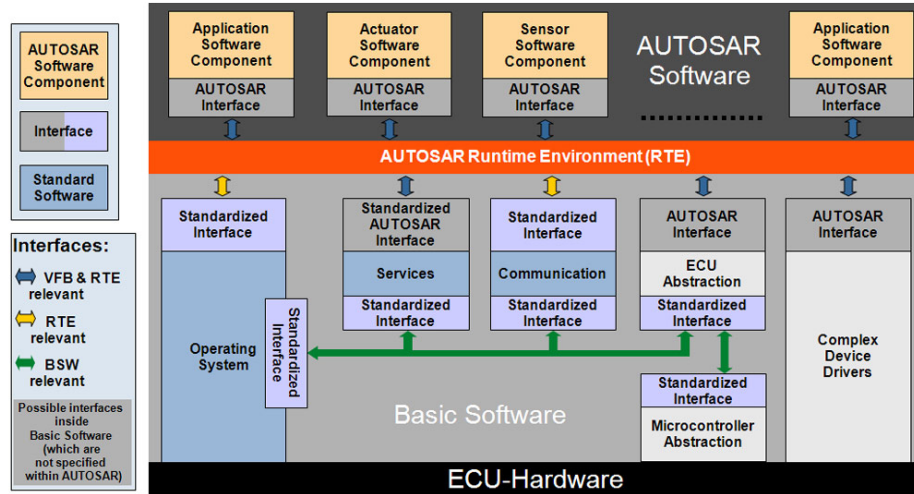 AUTOSAR
Software
Component
Interface
Standard
Software
Interfaces:
VFB & RTE
relevant
RTE
relevant
BSW
relevant
Possible interfaces
inside
Basic Software
(which are
not specified
within AUTOSAR)
Application
Software
Component
AUTOSAR
Interface
Actuator
Software
Component
AUTOSAR
Interface
Sensor
Software
Component
AUTOSAR
Interface
AUTOSAR
Software
Application
Software
Component
AUTOSAR
Interface
AUTOSAR Runtime Environment (RTE)
Standardized
Interface
Operating
System
Standardized
Interface
Standardized
AUTOSAR
Interface
Services
Standardized
Interface
Standardized
Interface
Communication
Standardized
Interface
AUTOSAR
Interface
ECU
Abstraction
Standardized
Interface
Standardized
Interface
Microcontroller
Abstraction
AUTOSAR
Interface
Complex
Device
Drivers
Basic Software
ECU-Hardware